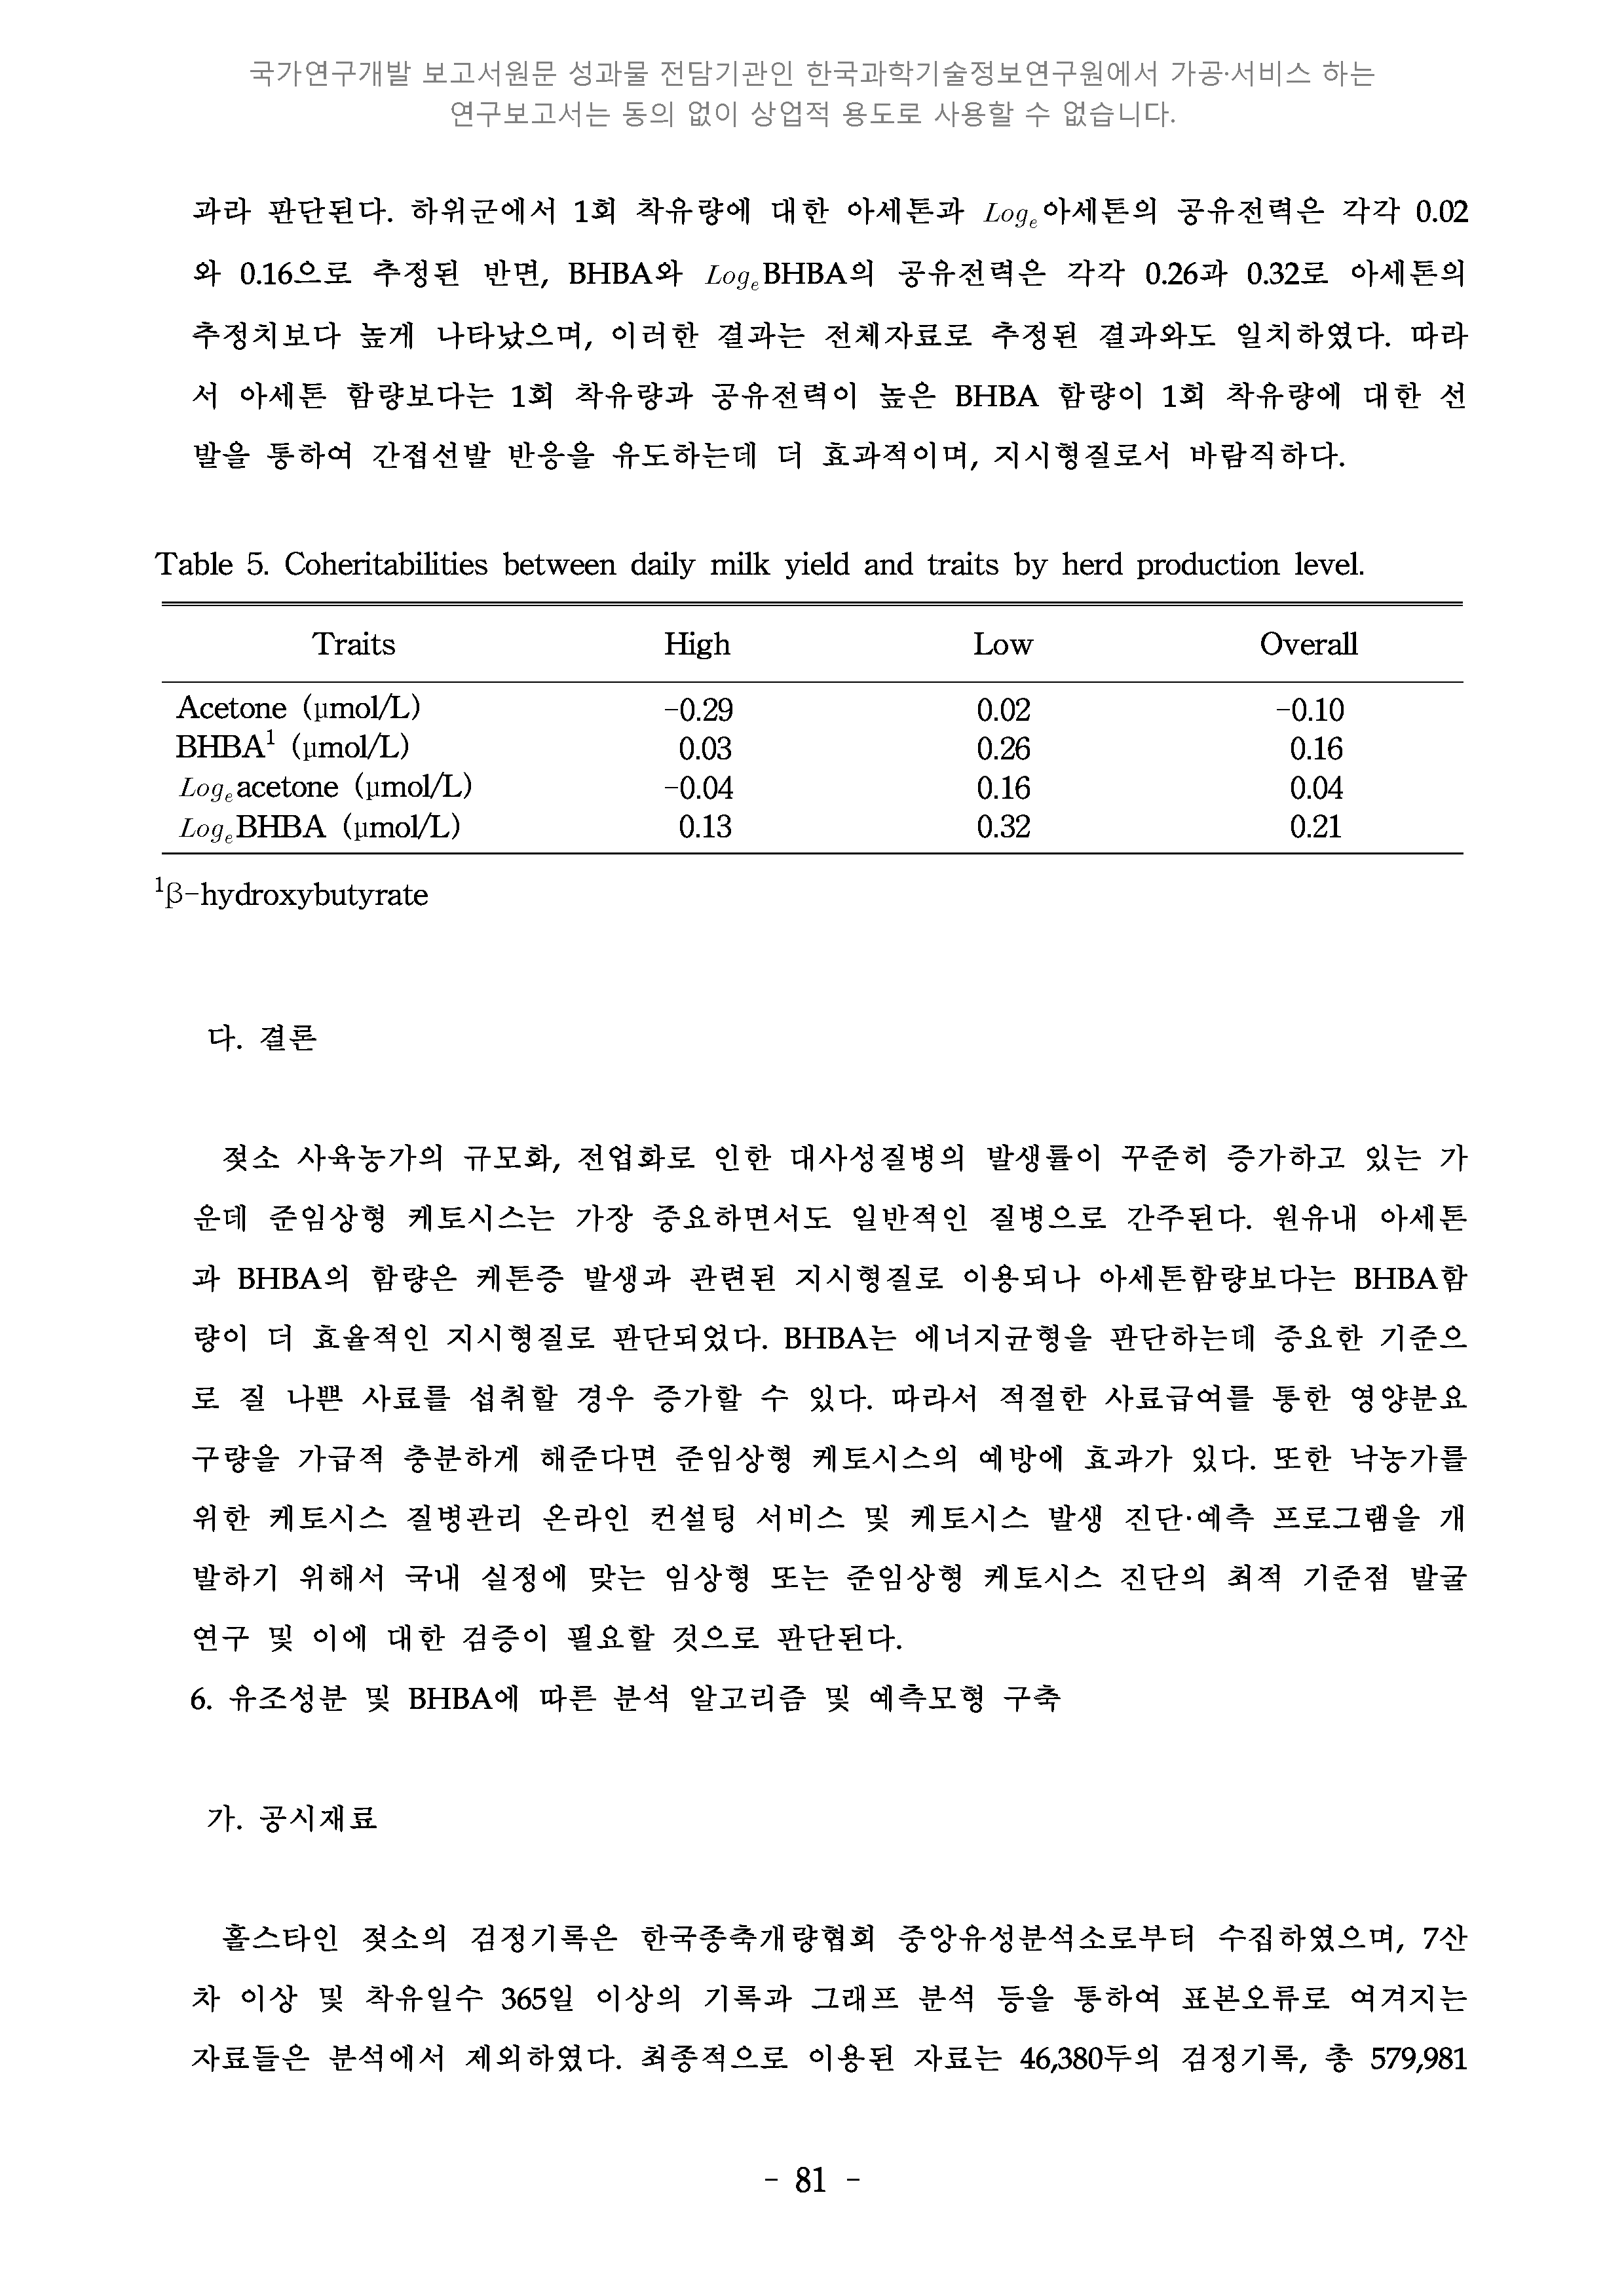 국가연구개발 보고서원문 성과물 전담기관인 한국과학기술정보연구원에서 가공·서비스 하는
연구보고서는 동의 없이 상업적 용도로 사용할 수 없습니다.
과라 판단된다. 하위군에서 1회 착유량에 대한 아세톤과 Logₑ아세톤의 공유전력은 각각 0.02
와 0.16으로 추정된 반면, BHBA와 LogₑBHBA의 공유전력은 각각 0.26과 0.32로 아세톤의
추정치보다 높게 나타났으며, 이러한 결과는 전체자료로 추정된 결과와도 일치하였다. 따라
서 아세톤 함량보다는 1회 착유량과 공유전력이 높은 BHBA 함량이 1회 착유량에 대한 선
발을 통하여 간접선발 반응을 유도하는데 더 효과적이며, 지시형질로서 바람직하다.
Table 5. Coheritabilities between daily milk yield and traits by herd production level.
Traits High Low Overall
Acetone (μmol/L) -0.29 0.02 -0.10
BHBA¹ (μmol/L) 0.03 0.26 0.16
Logₑacetone (μmol/L) -0.04 0.16 0.04
LogₑBHBA (μmol/L) 0.13 0.32 0.21
¹β-hydroxybutyrate
다. 결론
젖소 사육농가의 규모화, 전업화로 인한 대사성질병의 발생률이 꾸준히 증가하고 있는 가
운데 준임상형 케토시스는 가장 중요하면서도 일반적인 질병으로 간주된다. 원유내 아세톤
과 BHBA의 함량은 케톤증 발생과 관련된 지시형질로 이용되나 아세톤함량보다는 BHBA함
량이 더 효율적인 지시형질로 판단되었다. BHBA는 에너지균형을 판단하는데 중요한 기준으
로 질 나쁜 사료를 섭취할 경우 증가할 수 있다. 따라서 적절한 사료급여를 통한 영양분요
구량을 가급적 충분하게 해준다면 준임상형 케토시스의 예방에 효과가 있다. 또한 낙농가를
위한 케토시스 질병관리 온라인 컨설팅 서비스 및 케토시스 발생 진단·예측 프로그램을 개
발하기 위해서 국내 실정에 맞는 임상형 또는 준임상형 케토시스 진단의 최적 기준점 발굴
연구 및 이에 대한 검증이 필요할 것으로 판단된다.
6. 유조성분 및 BHBA에 따른 분석 알고리즘 및 예측모형 구축
가. 공시재료
홀스타인 젖소의 검정기록은 한국종축개량협회 중앙유성분석소로부터 수집하였으며, 7산
차 이상 및 착유일수 365일 이상의 기록과 그래프 분석 등을 통하여 표본오류로 여겨지는
자료들은 분석에서 제외하였다. 최종적으로 이용된 자료는 46,380두의 검정기록, 총 579,981
- 81 -